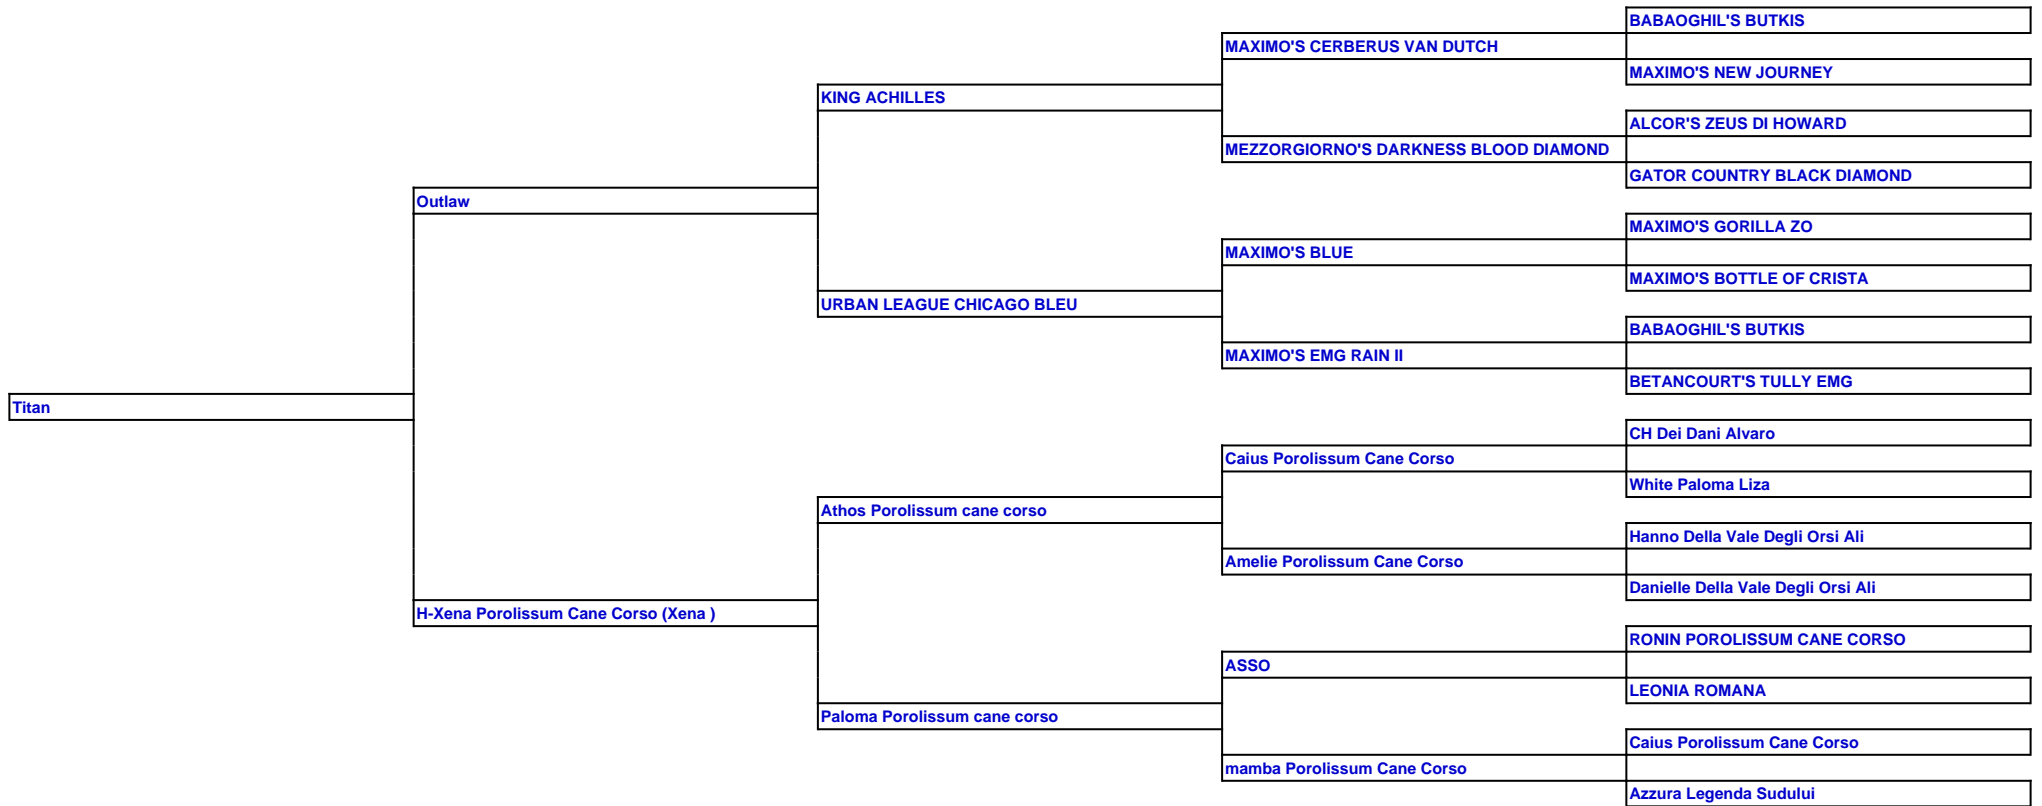 BABAOGHIL'S BUTKIS
MAXIMO'S CERBERUS VAN DUTCH
MAXIMO'S NEW JOURNEY
KING ACHILLES
ALCOR'S ZEUS DI HOWARD
MEZZORGIORNO'S DARKNESS BLOOD DIAMOND
GATOR COUNTRY BLACK DIAMOND
Outlaw
MAXIMO'S GORILLA ZO
MAXIMO'S BLUE
MAXIMO'S BOTTLE OF CRISTA
URBAN LEAGUE CHICAGO BLEU
BABAOGHIL'S BUTKIS
MAXIMO'S EMG RAIN II
BETANCOURT'S TULLY EMG
Titan
CH Dei Dani Alvaro
Caius Porolissum Cane Corso
White Paloma Liza
Athos Porolissum cane corso
Hanno Della Vale Degli Orsi Ali
Amelie Porolissum Cane Corso
Danielle Della Vale Degli Orsi Ali
H-Xena Porolissum Cane Corso (Xena )
RONIN POROLISSUM CANE CORSO
ASSO
LEONIA ROMANA
Paloma Porolissum cane corso
Caius Porolissum Cane Corso
mamba Porolissum Cane Corso
Azzura Legenda Sudului